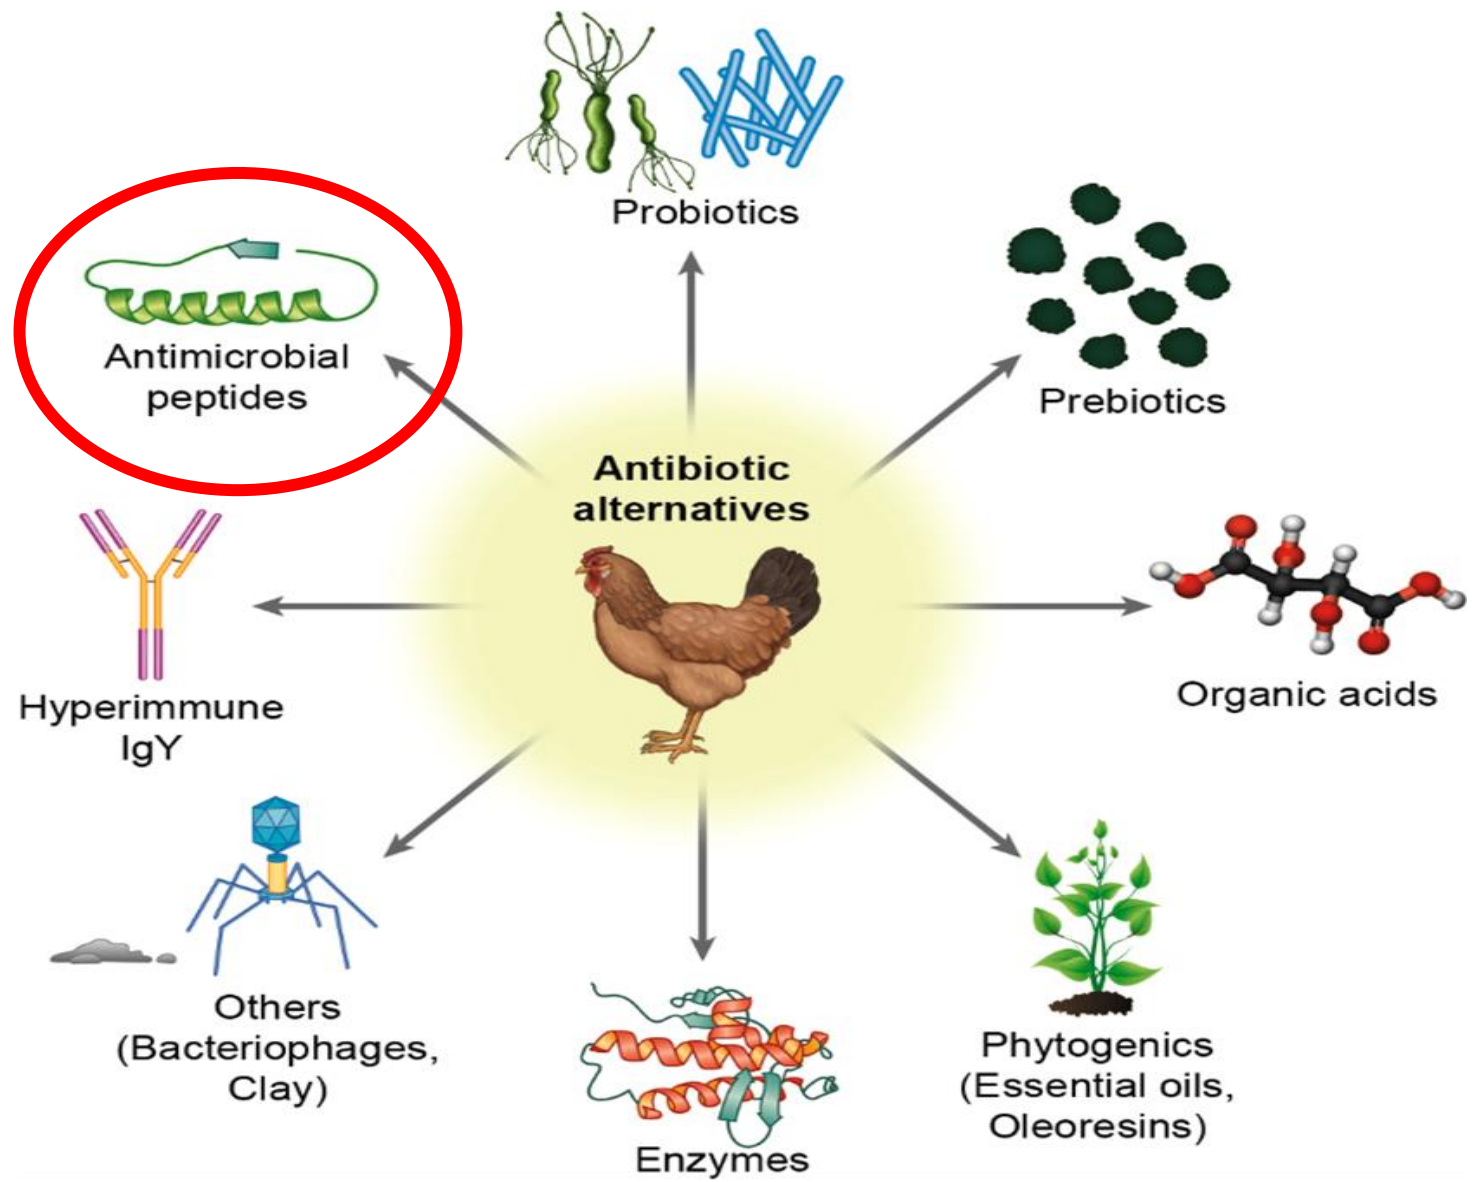 Probiotics
Antimicrobial
peptides
Prebiotics
Antibiotic
alternatives
Organic acids
Hyperimmune
IgY
Others
(Bacteriophages,
Clay)
Phytogenics
(Essential oils,
Oleoresins)
Enzymes